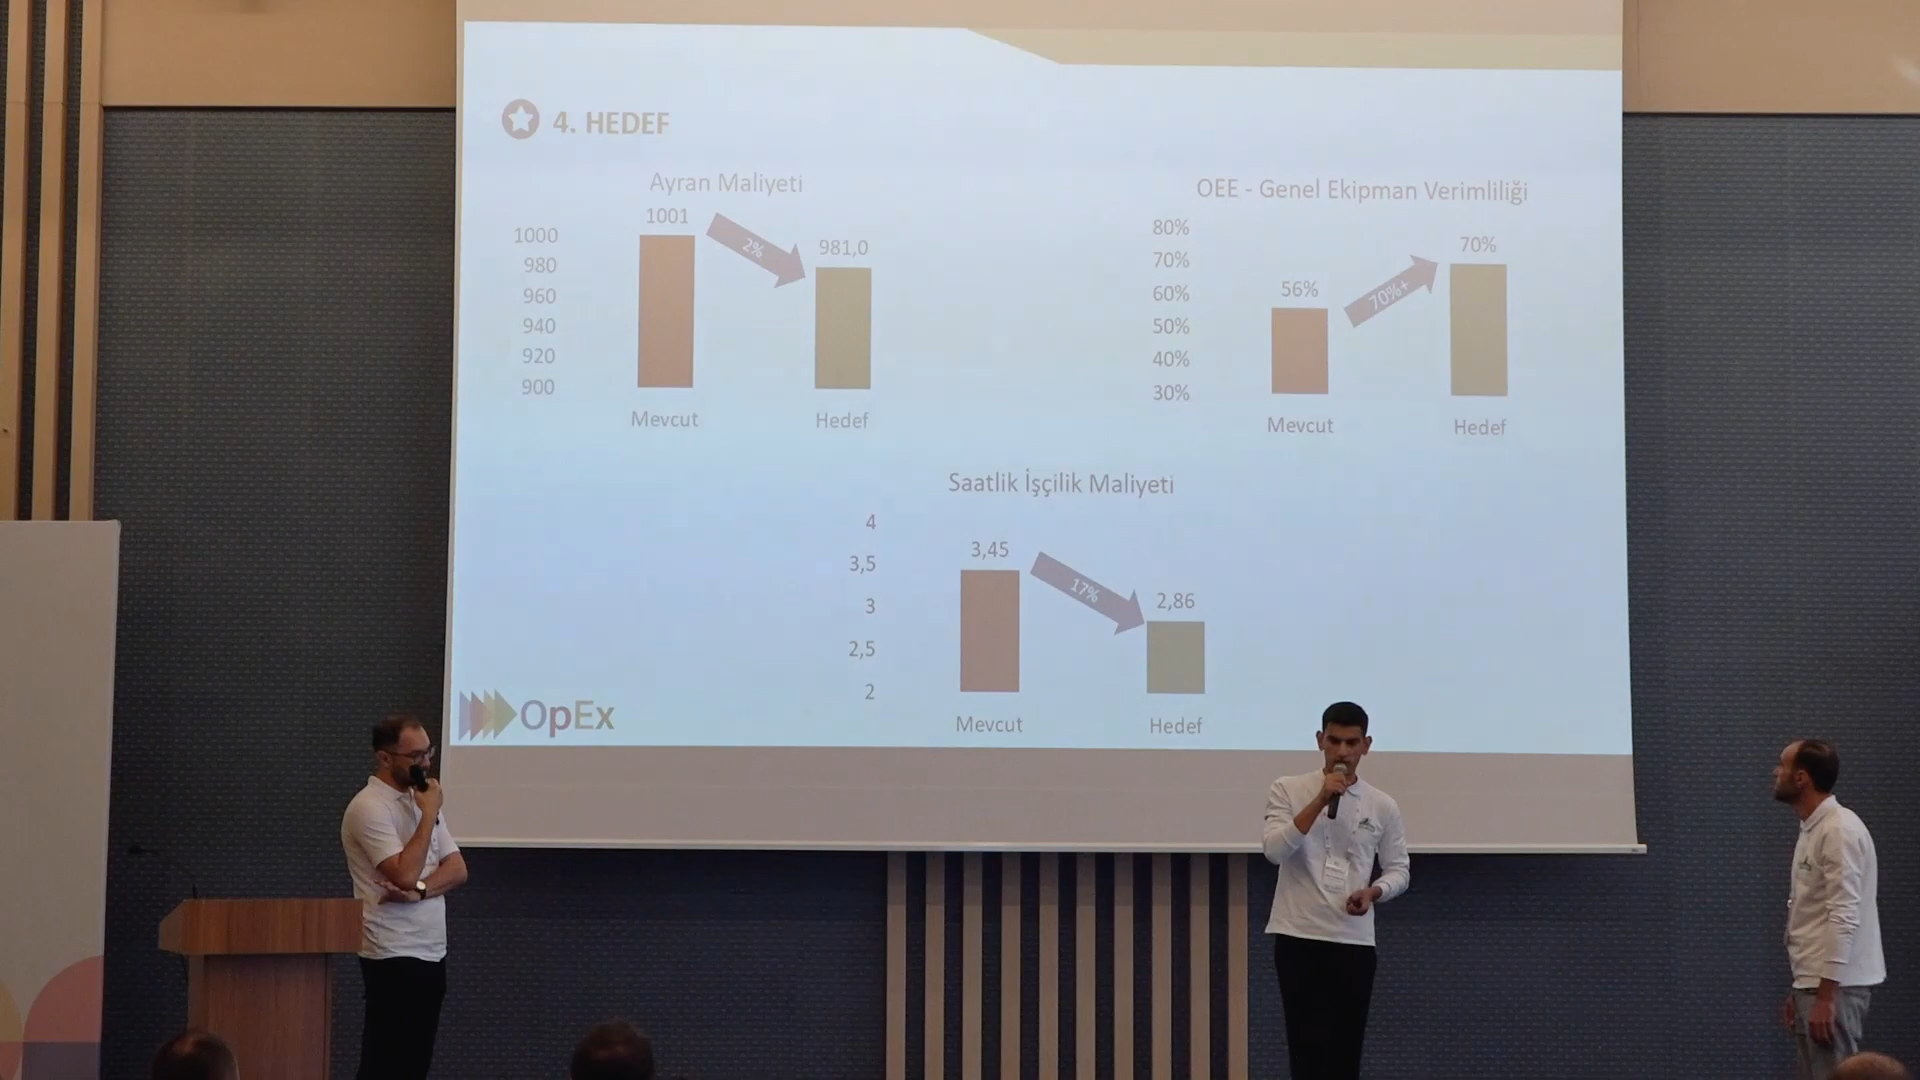 4. HEDEF
Ayran Maliyeti
1001
2%
981,0
1000
980
960
940
920
900
Mevcut
Hedef
OEE - Genel Ekipman Verimliliği
80%
70%
60%
50%
40%
30%
56%
70%+
70%
Mevcut
Hedef
Saatlik İşçilik Maliyeti
4
3,5
3
2,5
2
3,45
17%
2,86
Mevcut
Hedef
OpEx